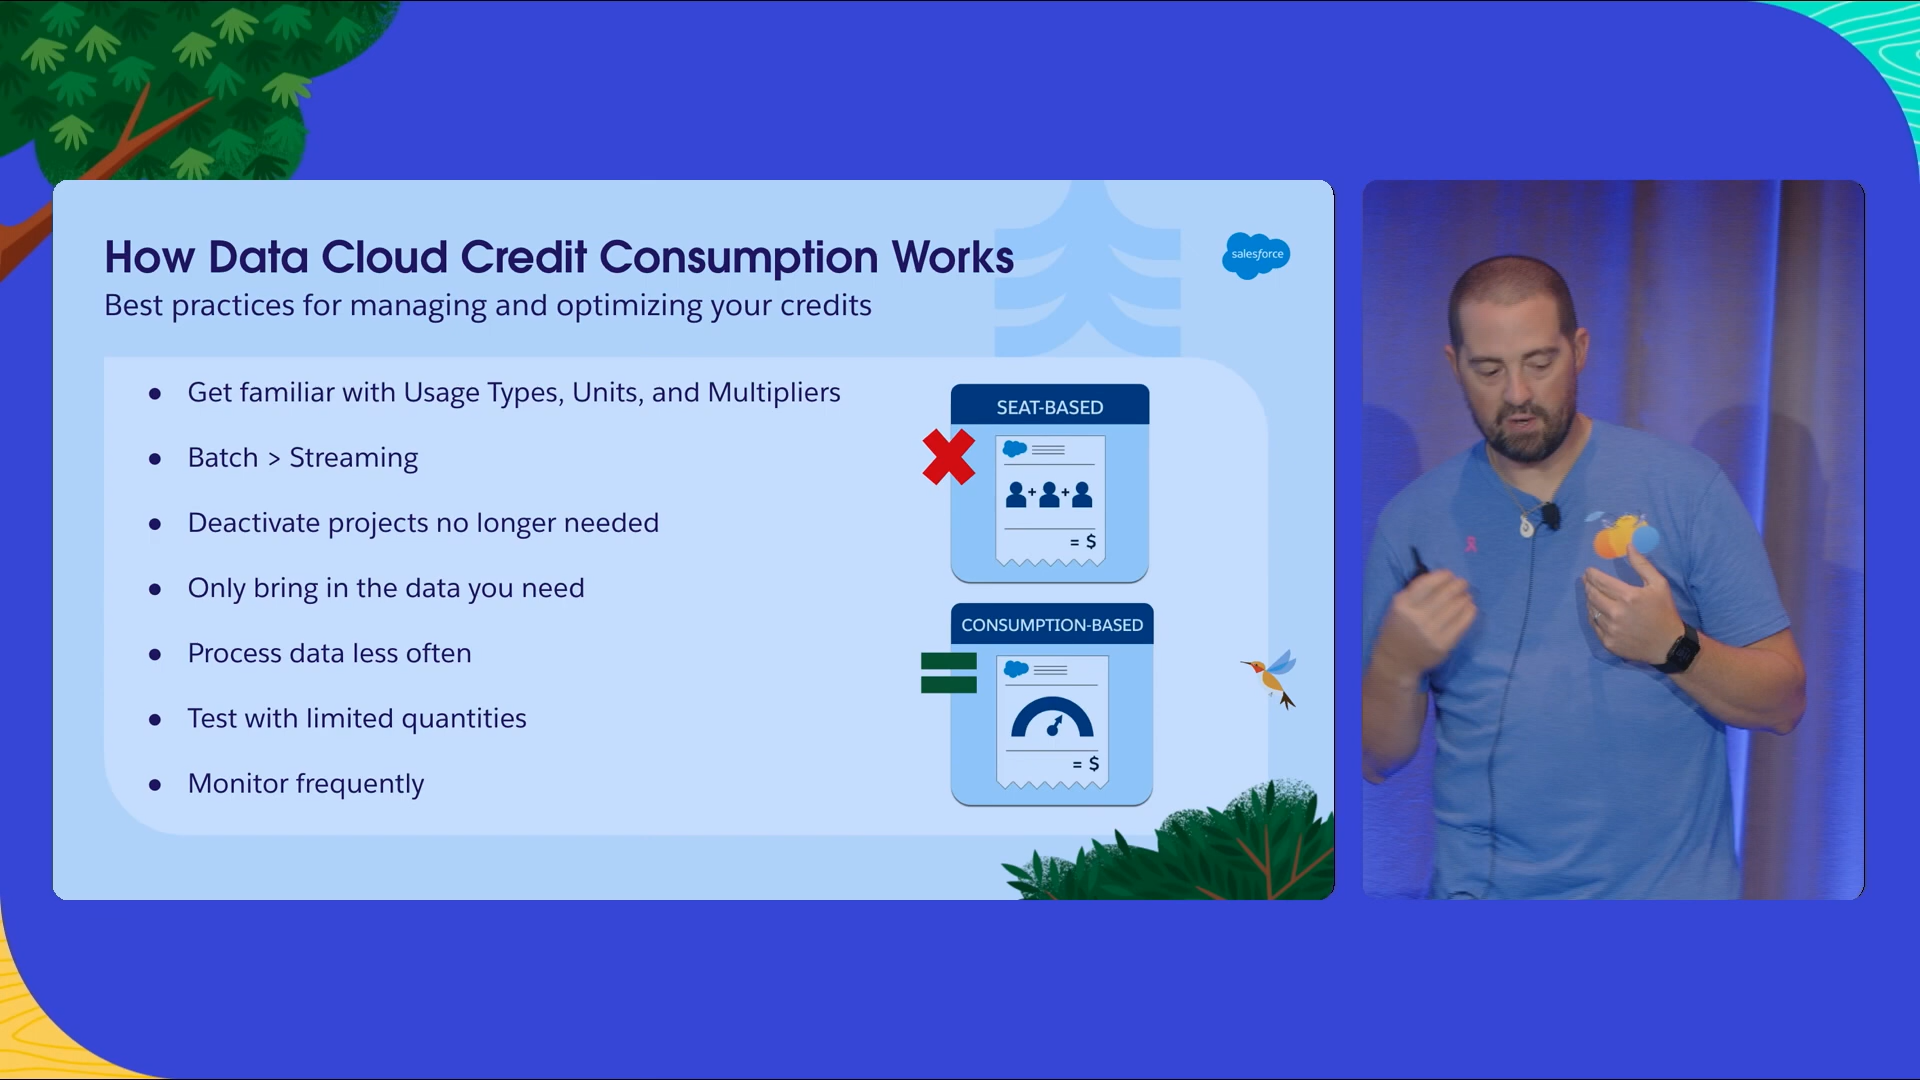 How Data Cloud Credit Consumption Works
salesforce
Best practices for managing and optimizing your credits
● Get familiar with Usage Types, Units, and Multipliers
● Batch > Streaming
● Deactivate projects no longer needed
● Only bring in the data you need
● Process data less often
● Test with limited quantities
● Monitor frequently
SEAT-BASED
+ +
= $
CONSUMPTION-BASED
= $